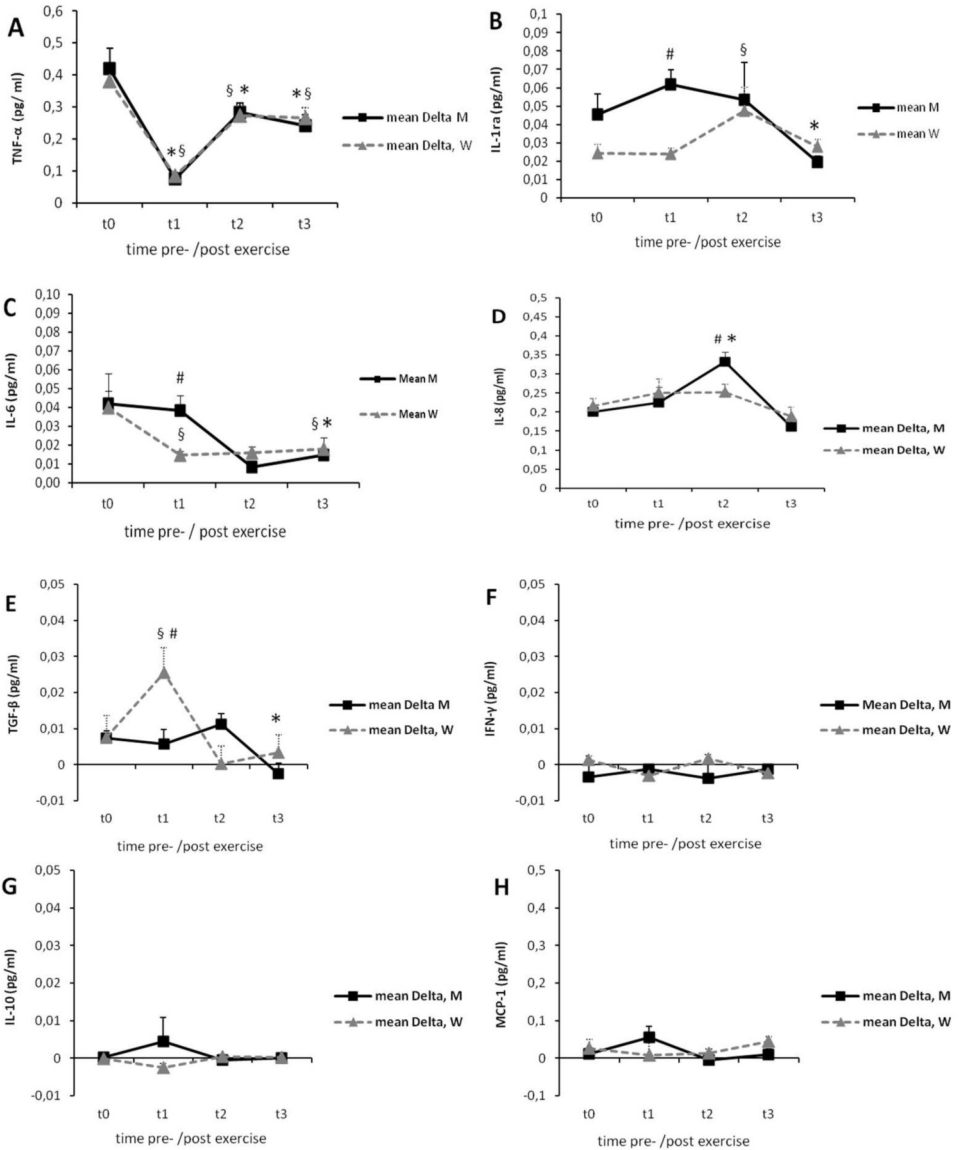 A
TNF-α (pg/ ml)
0,6
0,5
0,4
0,3
0,2
0,1
0
* §
§ *
* §
t0 t1 t2 t3
time pre- /post exercise
mean Delta M
mean Delta, W
B
IL-1ra (pg/ml)
0,1
0,09
0,08
0,07
0,06
0,05
0,04
0,03
0,02
0,01
0
#
§
*
t0 t1 t2 t3
time pre- /post exercise
mean M
mean W
C
IL-6 (pg/ml)
0,10
0,09
0,08
0,07
0,06
0,05
0,04
0,03
0,02
0,01
0,00
#
§
§ *
t0 t1 t2 t3
time pre- / post exercise
Mean M
Mean W
D
IL-8 (pg/ml)
0,5
0,45
0,4
0,35
0,3
0,25
0,2
0,15
0,1
0,05
0
# *
t0 t1 t2 t3
time pre- /post exercise
mean Delta, M
mean Delta, W
E
TGF-β (pg/ml)
0,05
0,04
0,03
0,02
0,01
0
-0,01
§ #
*
t0 t1 t2 t3
time pre- /post exercise
mean Delta M
mean Delta, W
F
IFN-γ (pg/ml)
0,05
0,04
0,03
0,02
0,01
0
-0,01
t0 t1 t2 t3
time pre- /post exercise
Mean Delta, M
mean Delta, W
G
IL-10 (pg/ml)
0,05
0,04
0,03
0,02
0,01
0
-0,01
t0 t1 t2 t3
time pre- /post exercise
mean Delta, M
mean Delta, W
H
MCP-1 (pg/ml)
0,5
0,4
0,3
0,2
0,1
0
-0,1
t0 t1 t2 t3
time pre- /post exercise
mean Delta, M
mean Delta, W